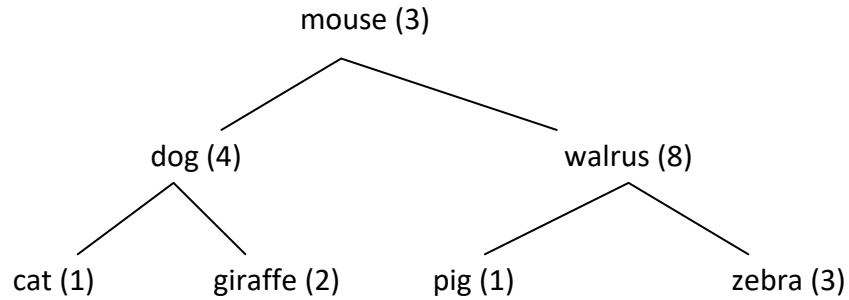 mouse (3)
dog (4) walrus (8)
cat (1) giraffe (2) pig (1) zebra (3)